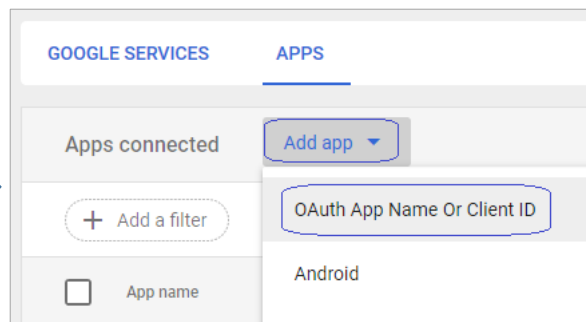 GOOGLE SERVICES APPS
Apps connected Add app
OAuth App Name Or Client ID
+ Add a filter
Android
App name